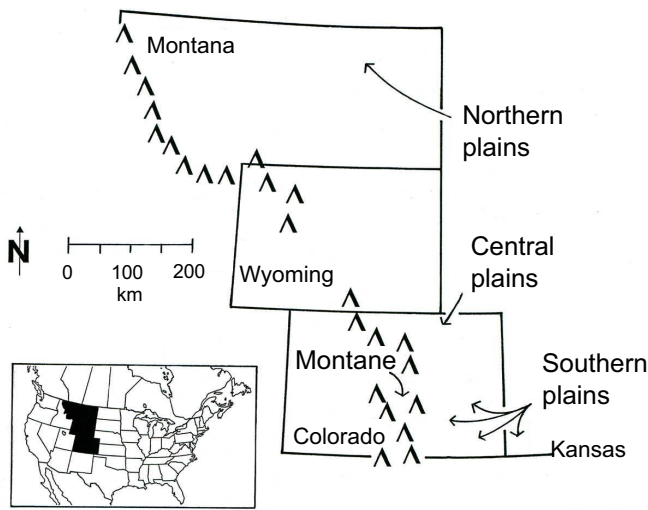 Montana
Northern
plains
N
0 100 200
km
Wyoming
Central
plains
Montane
Southern
plains
Colorado
Kansas